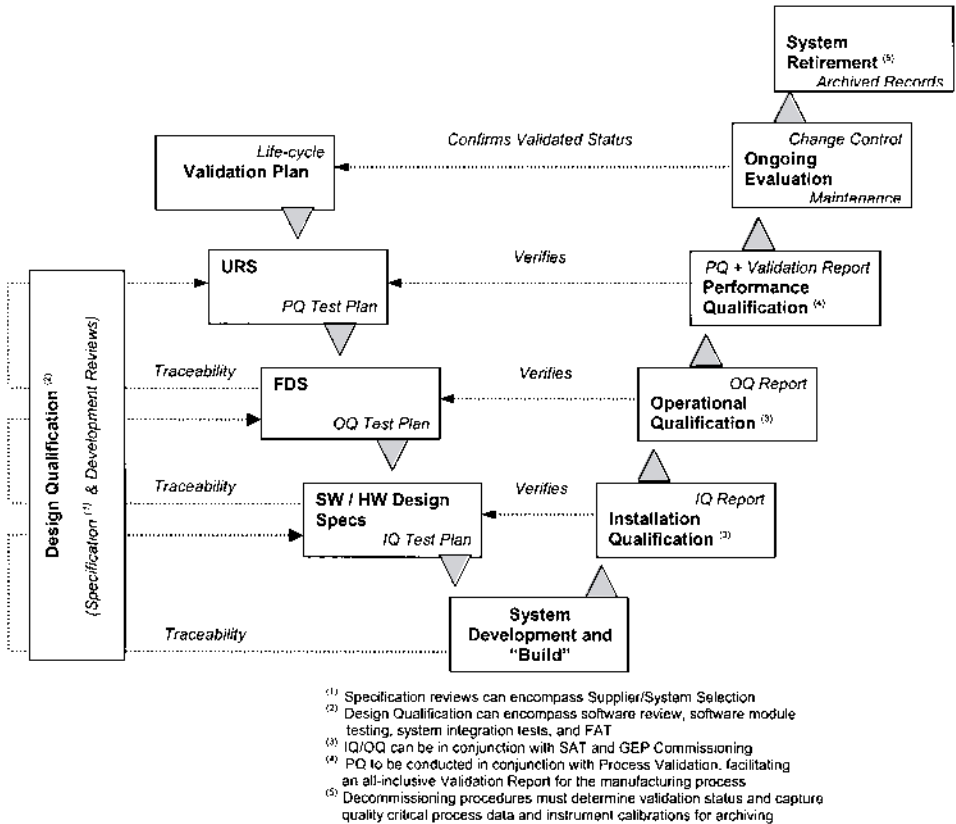 System
Retirement (5)
Archived Records
Life-cycle
Validation Plan
Confirms Validated Status
Change Control
Ongoing
Evaluation
Maintenance
URS
PQ Test Plan
Verifies
PQ + Validation Report
Performance
Qualification (4)
Design Qualification (2)
(Specification (1) & Development Reviews)
Traceability
FDS
OQ Test Plan
Verifies
OQ Report
Operational
Qualification (3)
Traceability
SW / HW Design
Specs
IQ Test Plan
Verifies
IQ Report
Installation
Qualification (3)
Traceability
System
Development and
“Build”
(1) Specification reviews can encompass Supplier/System Selection
(2) Design Qualification can encompass software review, software module
testing, system integration tests, and FAT
(3) IQ/OQ can be in conjunction with SAT and GEP Commissioning
(4) PQ to be conducted in conjunction with Process Validation, facilitating
an all-inclusive Validation Report for the manufacturing process
(5) Decommissioning procedures must determine validation status and capture
quality critical process data and instrument calibrations for archiving